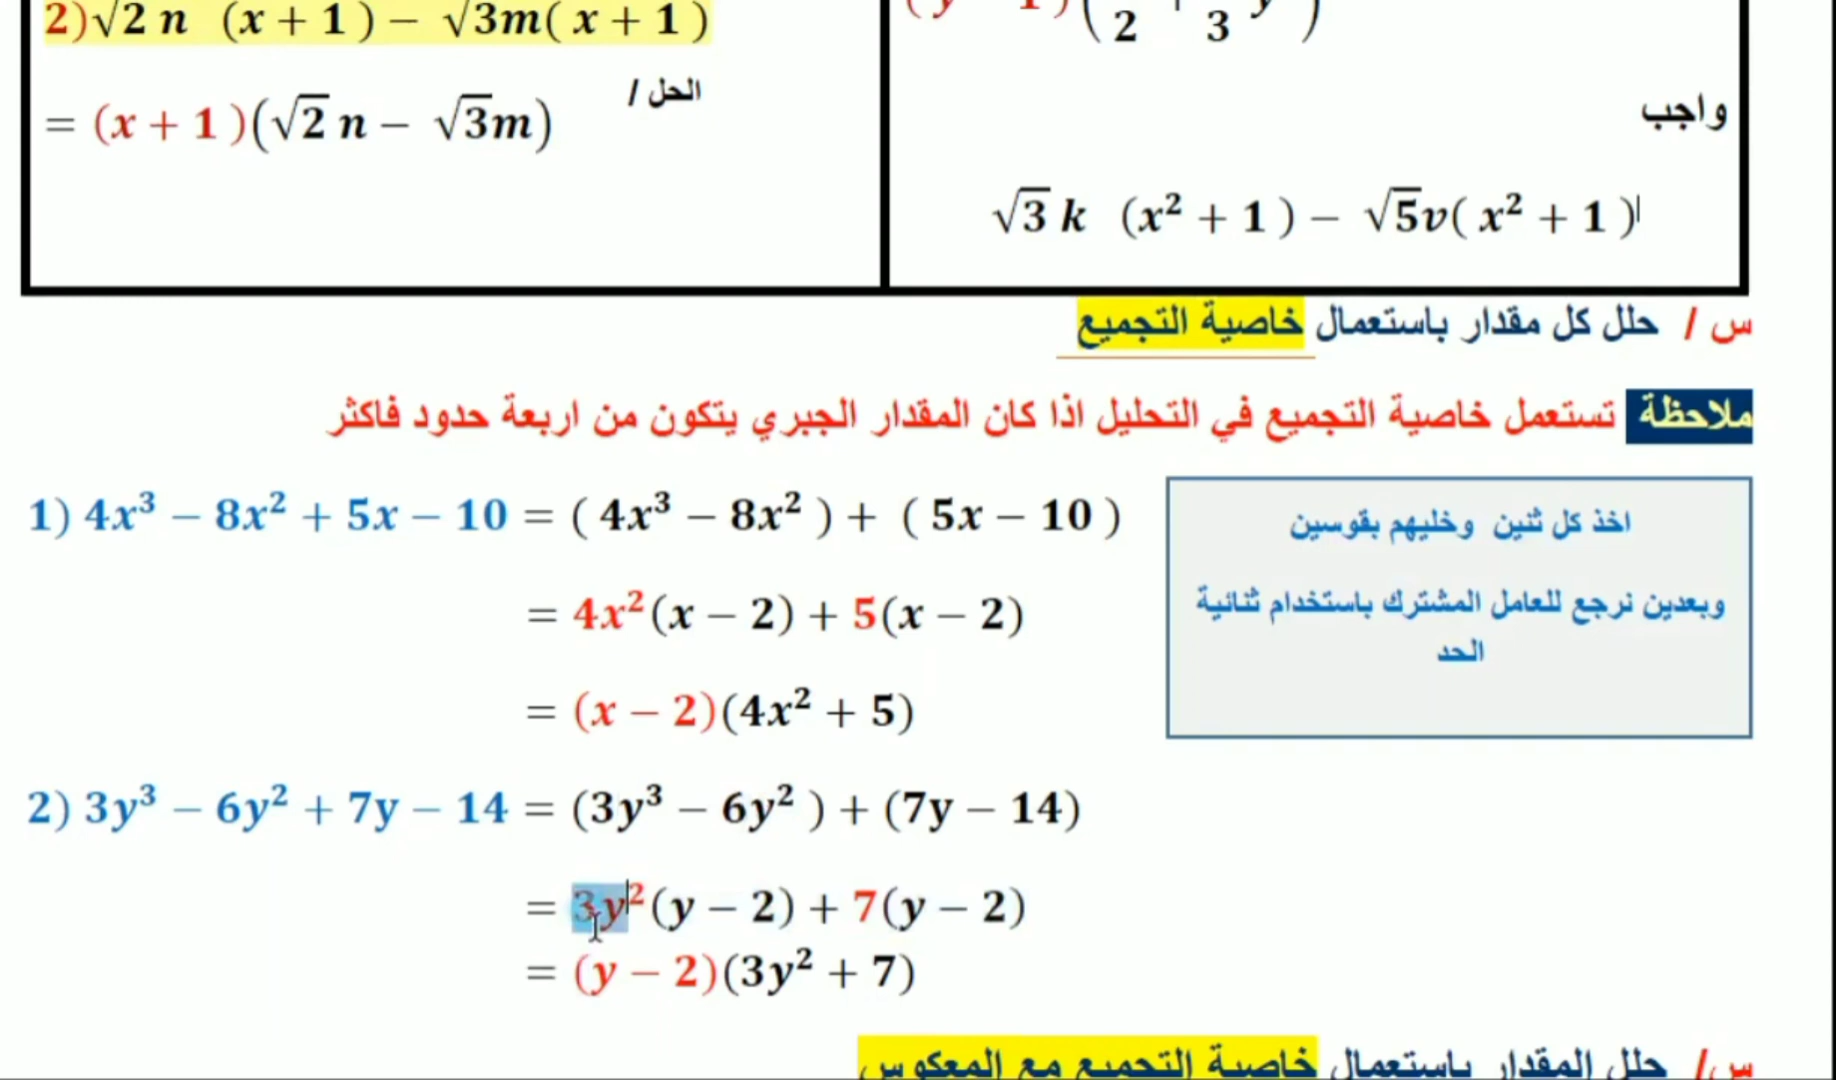 2)√2 n (x + 1) − √3m( x + 1 )
الحل /
= (x + 1 )(√2 n − √3m)
واجب
√3 k (x² + 1 ) − √5v( x² + 1 )
س / حلل كل مقدار باستعمال خاصية التجميع
ملاحظة تستعمل خاصية التجميع في التحليل اذا كان المقدار الجبري يتكون من اربعة حدود فاكثر
1) 4x³ − 8x² + 5x − 10 = ( 4x³ − 8x² ) + ( 5x − 10 )
= 4x²(x − 2) + 5(x − 2)
= (x − 2)(4x² + 5)
اخذ كل ثنين وخليهم بقوسين
وبعدين نرجع للعامل المشترك باستخدام ثنائية
الحد
2) 3y³ − 6y² + 7y − 14 = (3y³ − 6y² ) + (7y − 14)
= 3y²(y − 2) + 7(y − 2)
= (y − 2)(3y² + 7)
س/ حلل المقدار باستعمال خاصية التجميع مع المعكوس